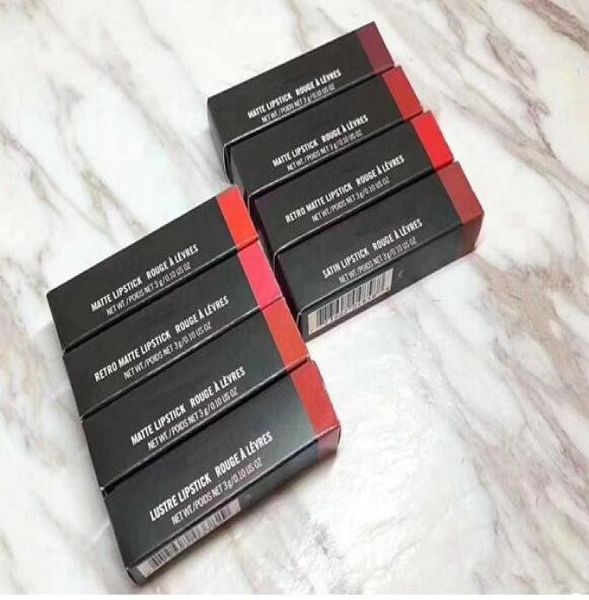 MATTE LIPSTICK ROUGE À LÈVRES
NET WT./POIDS NET 3 g/0.10 US OZ
MATTE LIPSTICK ROUGE À LÈVRES
NET WT./POIDS NET 3 g/0.10 US OZ
RETRO MATTE LIPSTICK ROUGE À LÈVRES
NET WT./POIDS NET 3 g/0.10 US OZ
SATIN LIPSTICK ROUGE À LÈVRES
NET WT./POIDS NET 3 g/0.10 US OZ
MATTE LIPSTICK ROUGE À LÈVRES
NET WT./POIDS NET 3 g/0.10 US OZ
RETRO MATTE LIPSTICK ROUGE À LÈVRES
NET WT./POIDS NET 3 g/0.10 US OZ
MATTE LIPSTICK ROUGE À LÈVRES
NET WT./POIDS NET 3 g/0.10 US OZ
LUSTRE LIPSTICK ROUGE À LÈVRES
NET WT./POIDS NET 3 g/0.10 US OZ